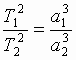 T₁²/T₂² = a₁³/a₂³